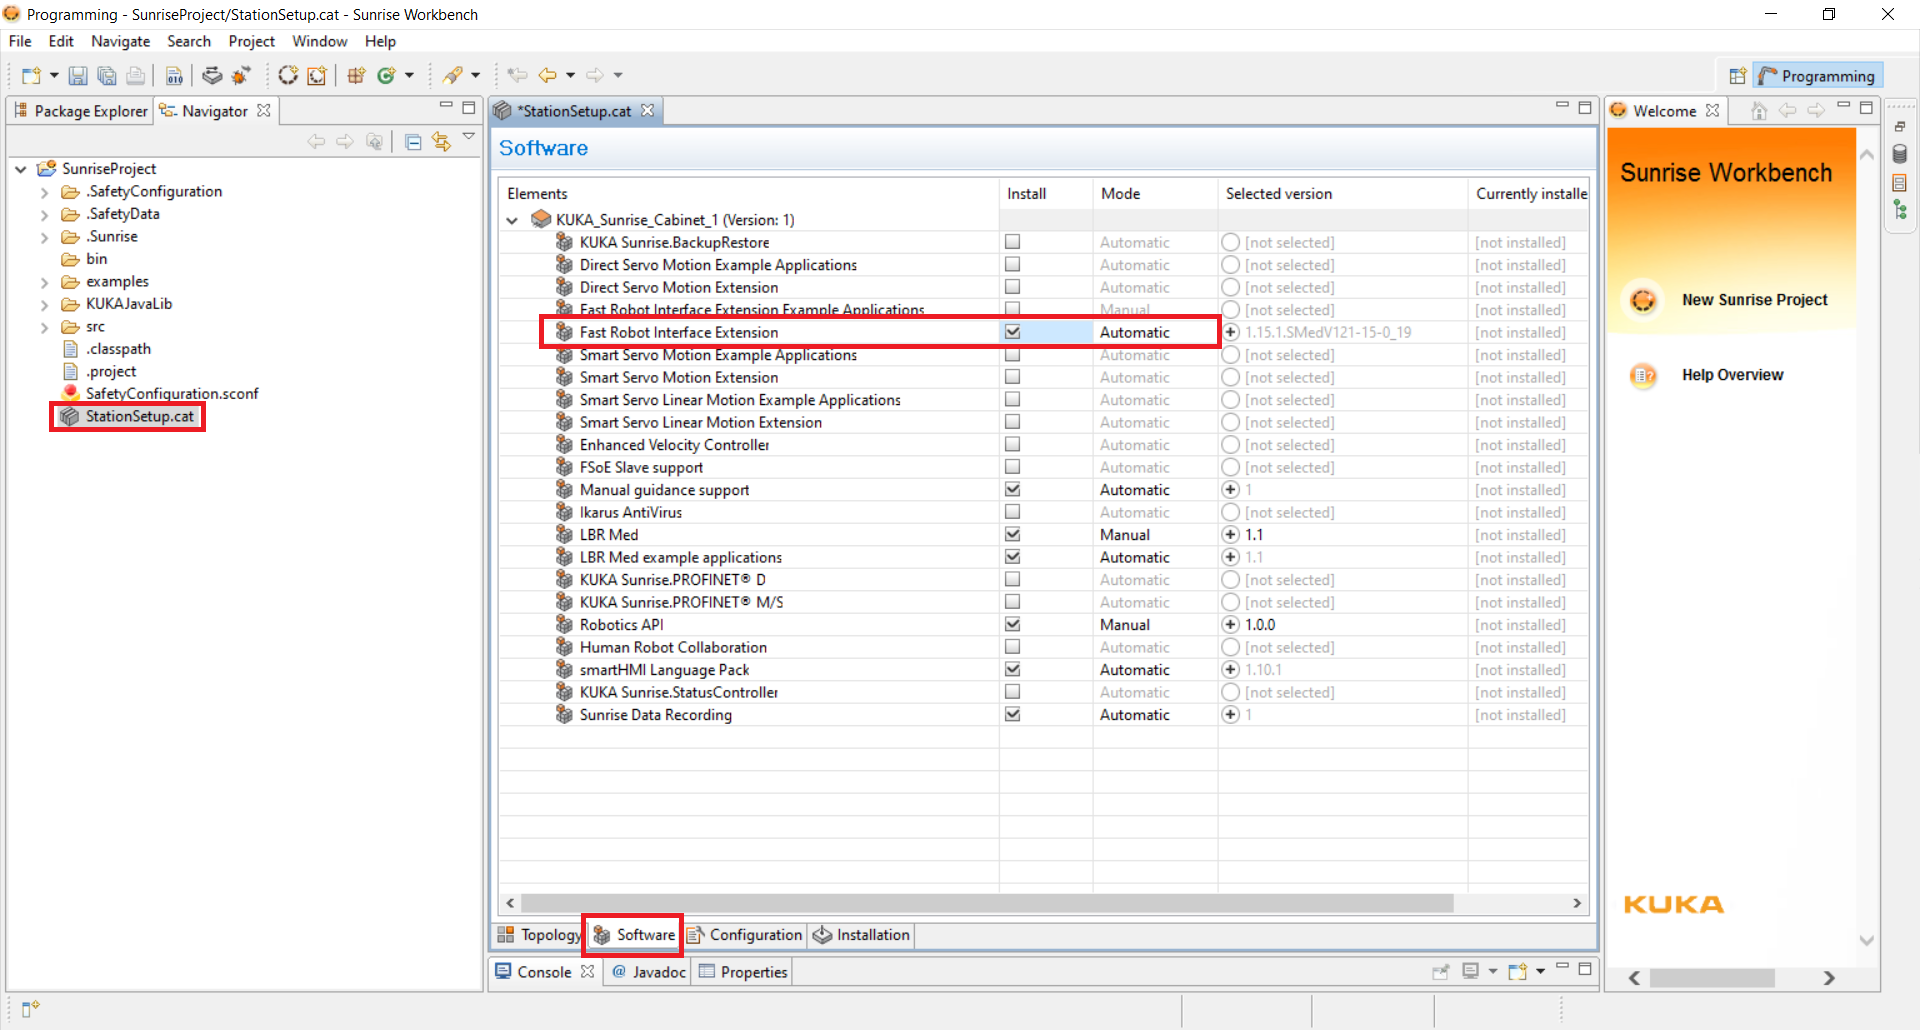 Programming - SunriseProject/StationSetup.cat - Sunrise Workbench
File Edit Navigate Search Project Window Help
Programming
Package Explorer Navigator
*StationSetup.cat
Welcome
SunriseProject
.SafetyConfiguration
.SafetyData
.Sunrise
bin
examples
KUKAJavaLib
src
.classpath
.project
SafetyConfiguration.sconf
StationSetup.cat
Software
Elements Install Mode Selected version Currently installe
KUKA_Sunrise_Cabinet_1 (Version: 1)
KUKA Sunrise.BackupRestore Automatic [not selected] [not installed]
Direct Servo Motion Example Applications Automatic [not selected] [not installed]
Direct Servo Motion Extension Automatic [not selected] [not installed]
Fast Robot Interface Extension Example Applications Manual [not selected] [not installed]
Fast Robot Interface Extension Automatic 1.15.1.SMedV121-15-0_19 [not installed]
Smart Servo Motion Example Applications Automatic [not selected] [not installed]
Smart Servo Motion Extension Automatic [not selected] [not installed]
Smart Servo Linear Motion Example Applications Automatic [not selected] [not installed]
Smart Servo Linear Motion Extension Automatic [not selected] [not installed]
Enhanced Velocity Controller Automatic [not selected] [not installed]
FSoE Slave support Automatic [not selected] [not installed]
Manual guidance support Automatic 1 [not installed]
Ikarus AntiVirus Automatic [not selected] [not installed]
LBR Med Manual 1.1 [not installed]
LBR Med example applications Automatic 1.1 [not installed]
KUKA Sunrise.PROFINET® D Automatic [not selected] [not installed]
KUKA Sunrise.PROFINET® M/S Automatic [not selected] [not installed]
Robotics API Manual 1.0.0 [not installed]
Human Robot Collaboration Automatic [not selected] [not installed]
smartHMI Language Pack Automatic 1.10.1 [not installed]
KUKA Sunrise.StatusController Automatic [not selected] [not installed]
Sunrise Data Recording Automatic 1 [not installed]
Topology Software Configuration Installation
Console @ Javadoc Properties
Sunrise Workbench
New Sunrise Project
Help Overview
KUKA